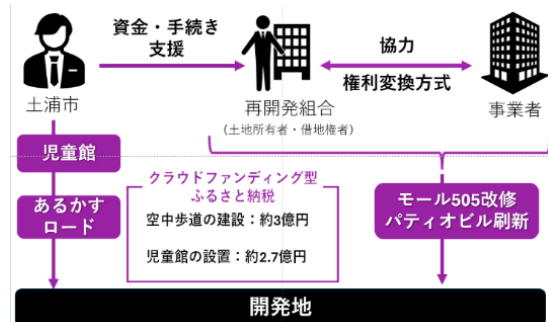 資金・手続き
支援
協力
権利変換方式
土浦市
再開発組合
(土地所有者・借地権者)
事業者
児童館
あるかす
ロード
クラウドファンディング型
ふるさと納税
空中歩道の建設：約3億円
児童館の設置：約2.7億円
モール505改修
パティオビル刷新
開発地